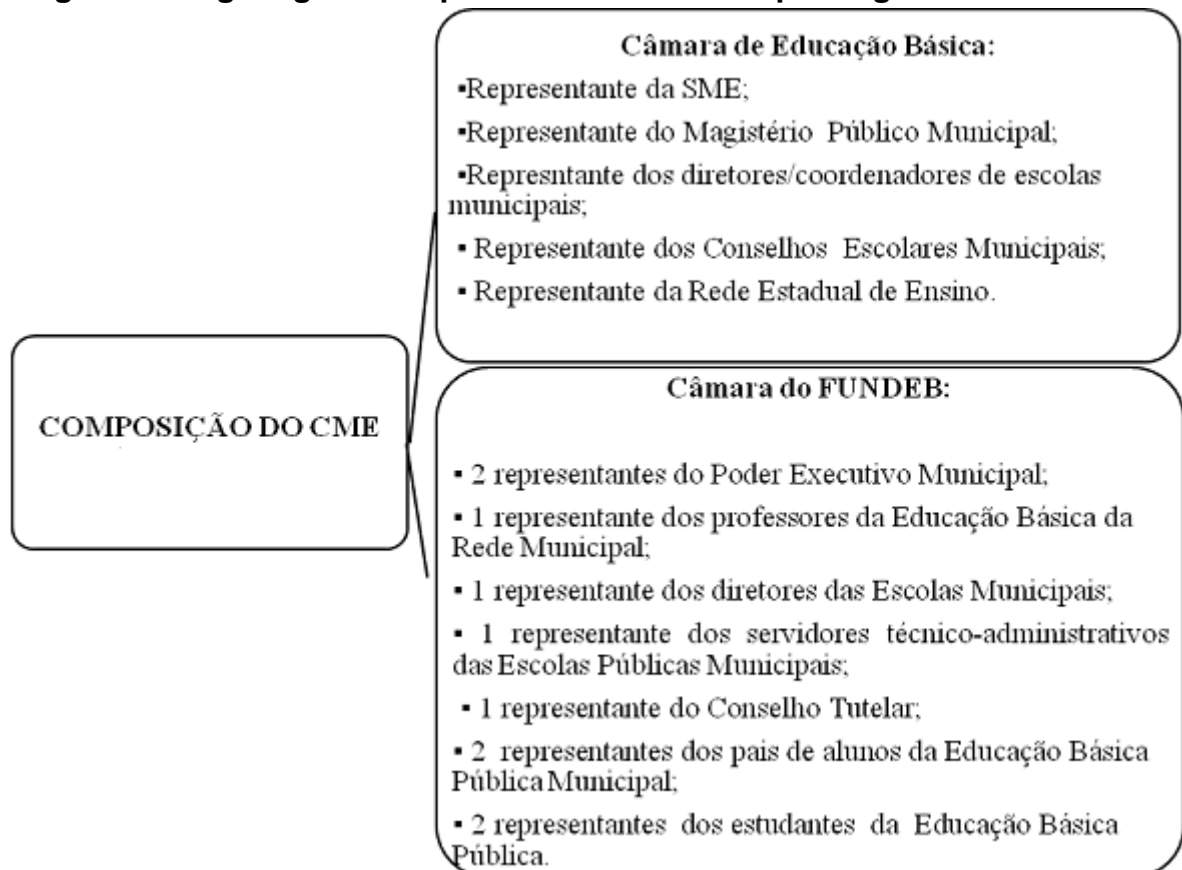 Câmara de Educação Básica:
▪Representante da SME;
▪Representante do Magistério Público Municipal;
▪Represntante dos diretores/coordenadores de escolas
municipais;
▪ Representante dos Conselhos Escolares Municipais;
▪ Representante da Rede Estadual de Ensino.
COMPOSIÇÃO DO CME
Câmara do FUNDEB:
▪ 2 representantes do Poder Executivo Municipal;
▪ 1 representante dos professores da Educação Básica da
Rede Municipal;
▪ 1 representante dos diretores das Escolas Municipais;
▪ 1 representante dos servidores técnico-administrativos
das Escolas Públicas Municipais;
▪ 1 representante do Conselho Tutelar;
▪ 2 representantes dos pais de alunos da Educação Básica
Pública Municipal;
▪ 2 representantes dos estudantes da Educação Básica
Pública.